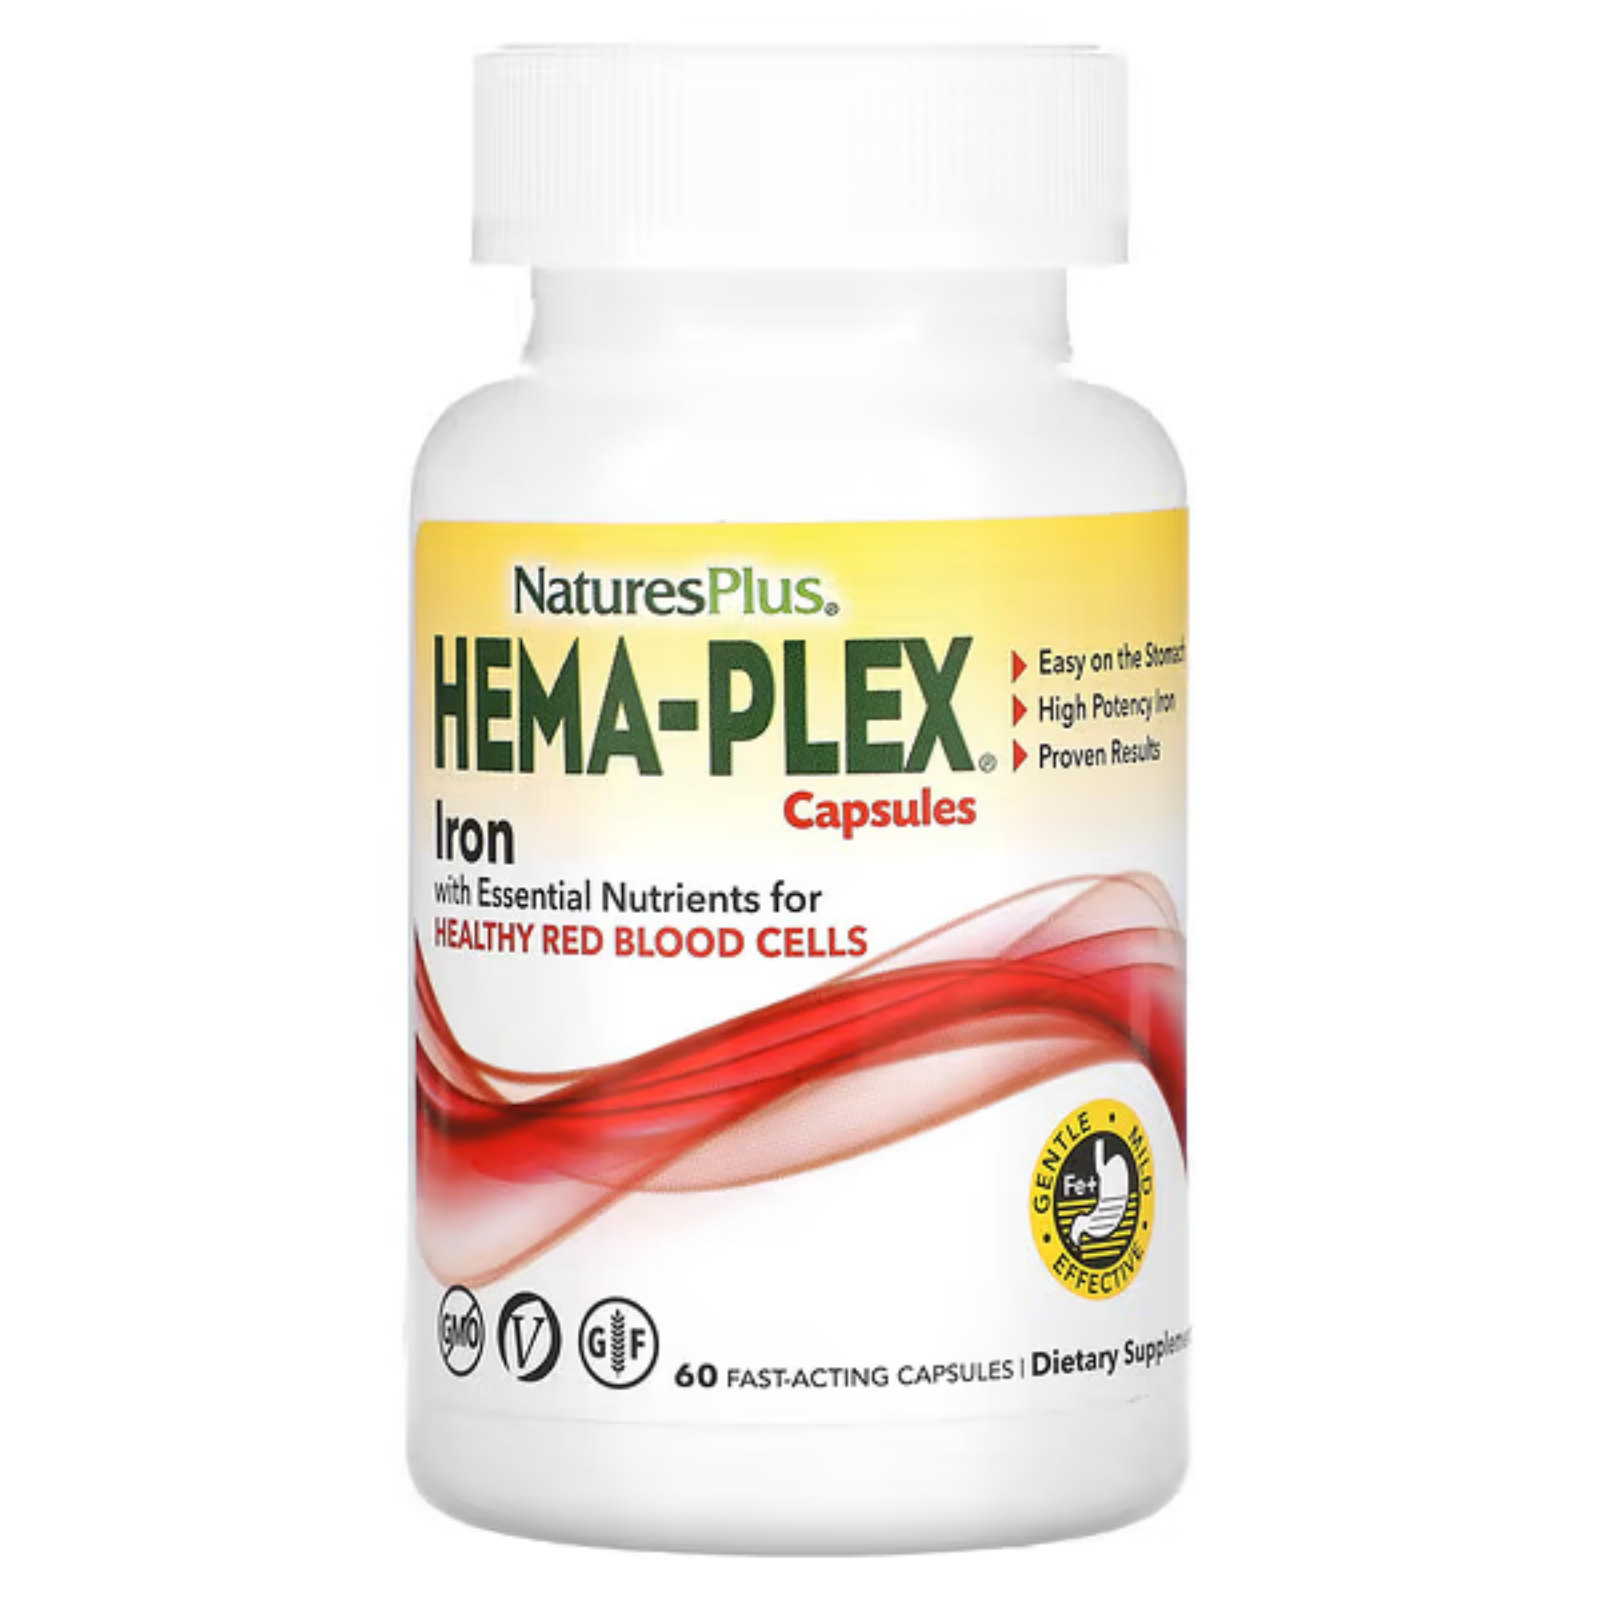 NaturesPlus®
HEMA-PLEX®
Capsules
Easy on the Stomach
High Potency Iron
Proven Results
Iron
with Essential Nutrients for
HEALTHY RED BLOOD CELLS
GENTLE • MILD • EFFECTIVE •
Fe+
GMO
V
GF
60 FAST-ACTING CAPSULES | Dietary Supplement